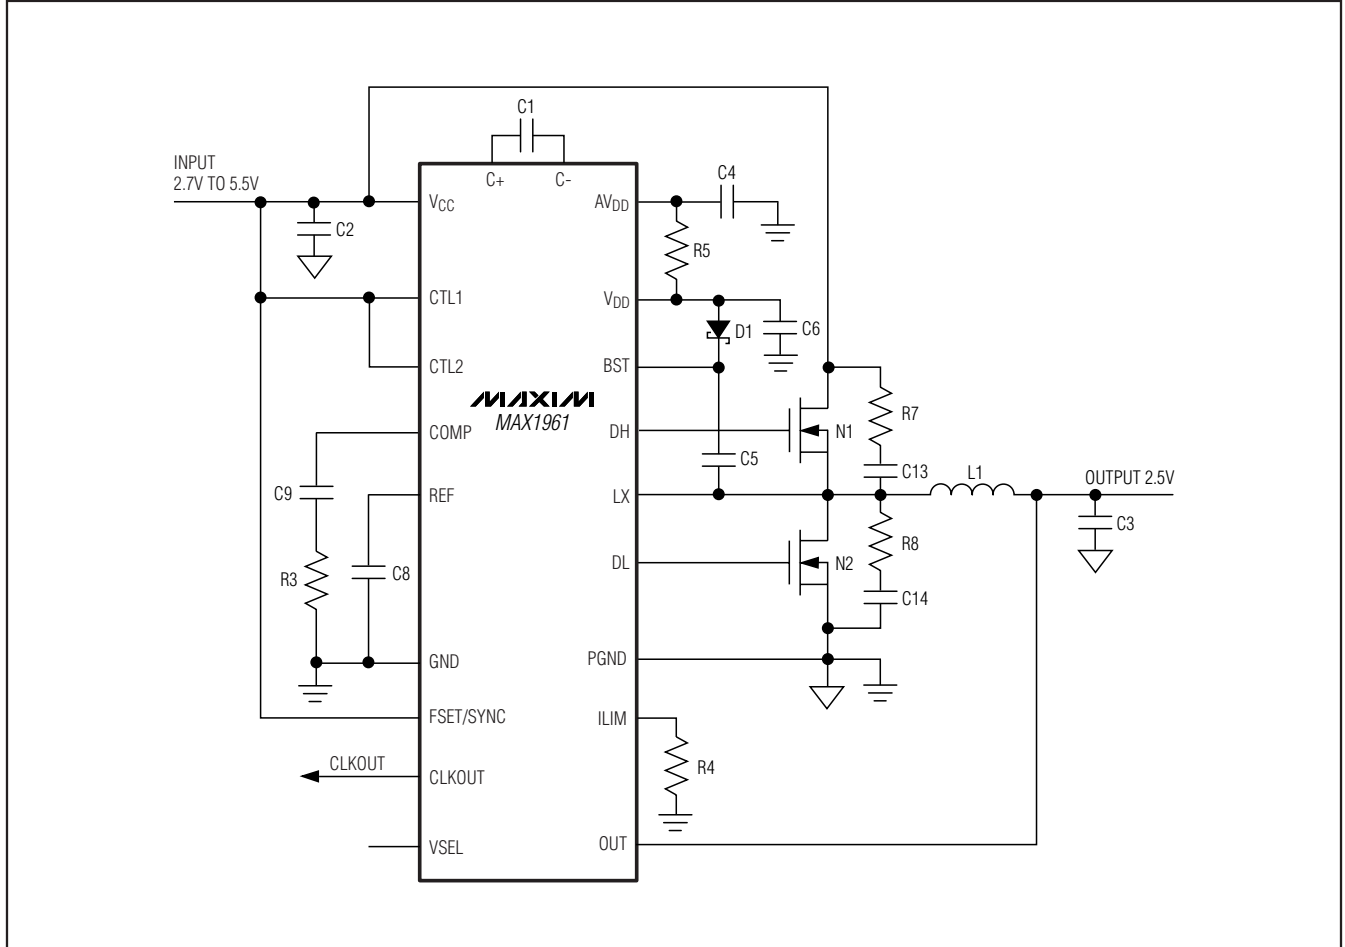 C1
INPUT
2.7V TO 5.5V
C+
C-
C4
VCC
AVDD
C2
R5
CTL1
VDD
D1
C6
CTL2
BST
MAXIM
MAX1961
R7
COMP
DH
N1
C5
C13
L1
OUTPUT 2.5V
C9
REF
LX
C3
R8
R3
C8
DL
N2
C14
GND
PGND
FSET/SYNC
ILIM
CLKOUT
CLKOUT
R4
VSEL
OUT